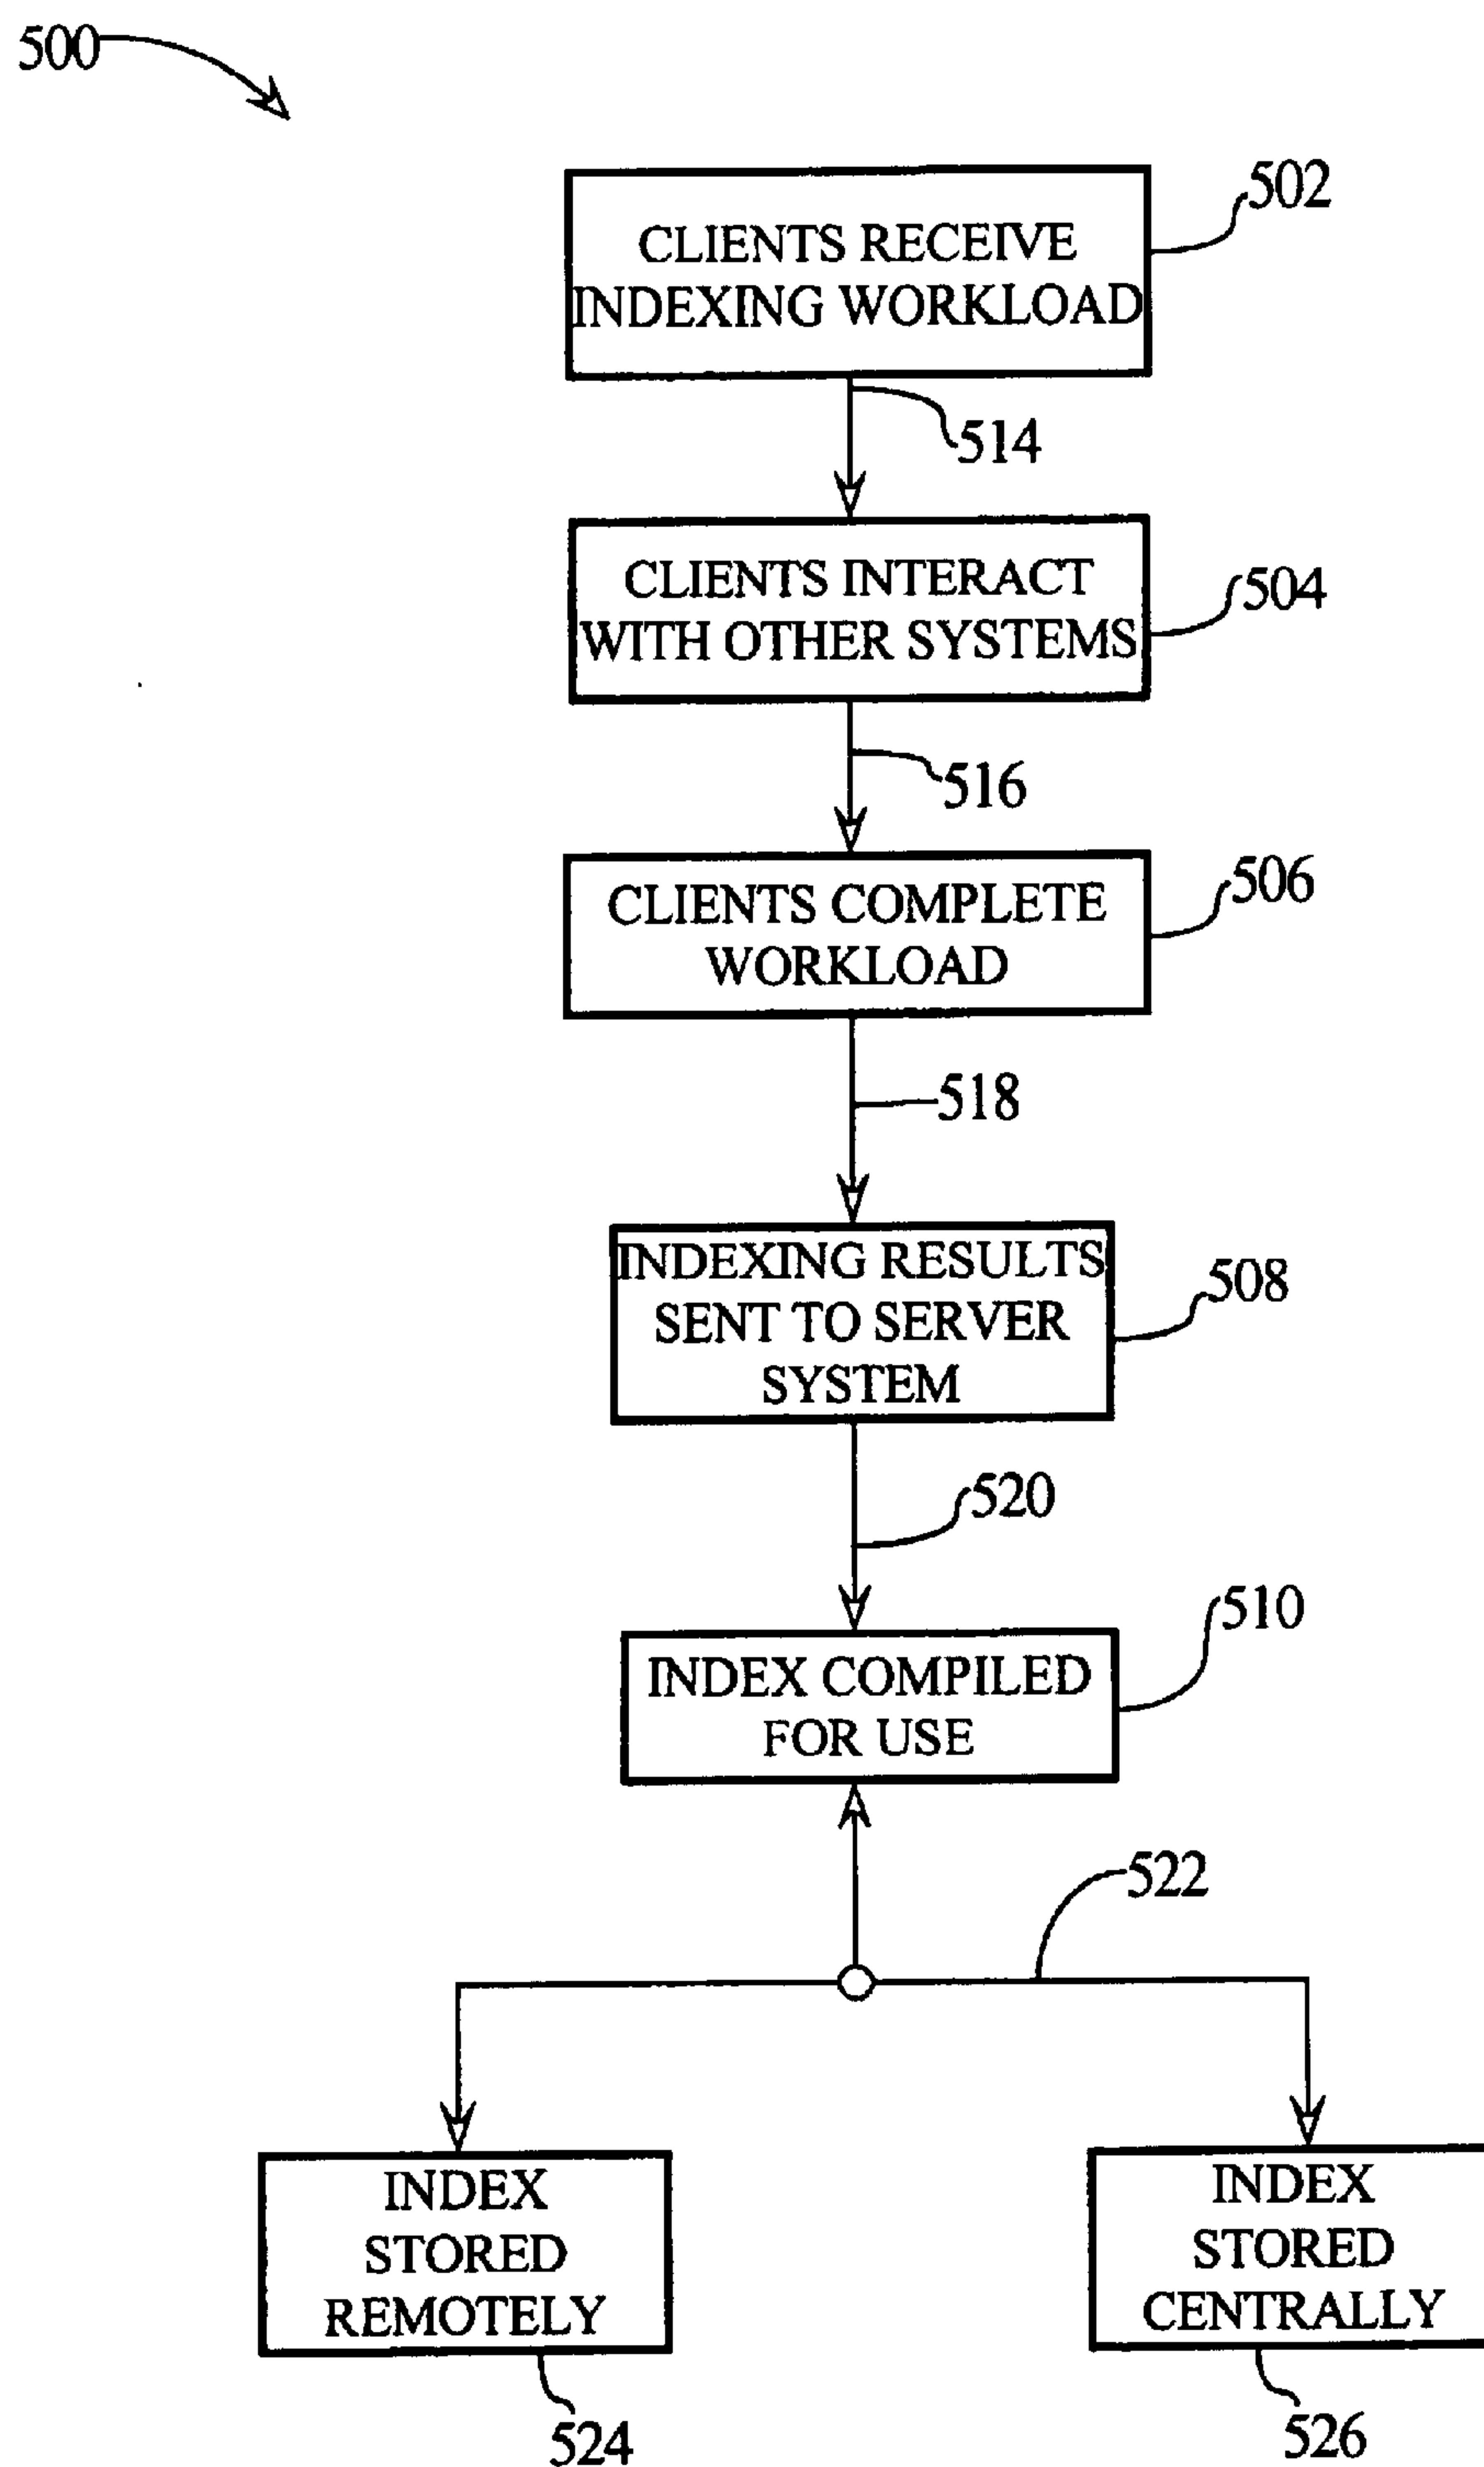 500
502
CLIENTS RECEIVE
INDEXING WORKLOAD
514
CLIENTS INTERACT
WITH OTHER SYSTEMS
504
516
CLIENTS COMPLETE
WORKLOAD
506
518
INDEXING RESULTS
SENT TO SERVER
SYSTEM
508
520
INDEX COMPILED
FOR USE
510
522
INDEX
STORED
REMOTELY
524
INDEX
STORED
CENTRALLY
526